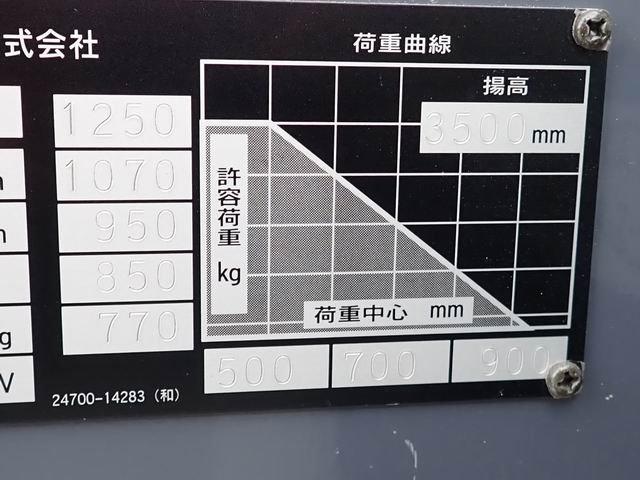 式会社
荷重曲線
揚高
3500 mm
1250
1070
950
850
770
許容荷重
kg
荷重中心 mm
500 700 900
g
V
24700-14283 (和)